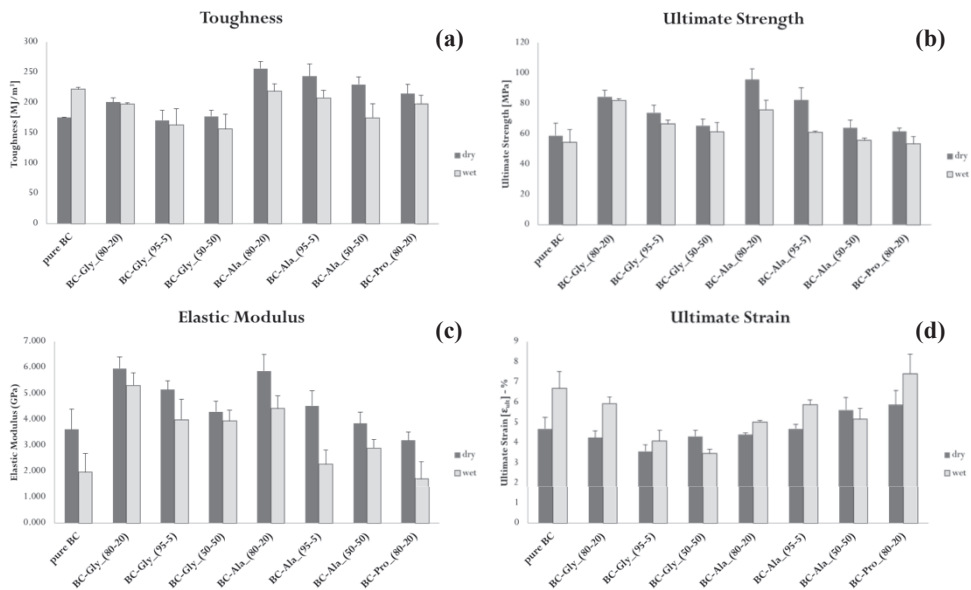 Toughness
(a)
Toughness [MJ/m³]
300
250
200
150
100
50
0
dry
wet
pure BC
BC-Gly_(80-20)
BC-Gly_(95-5)
BC-Gly_(50-50)
BC-Ala_(80-20)
BC-Ala_(95-5)
BC-Ala_(50-50)
BC-Pro_(80-20)
Ultimate Strength
(b)
Ultimate Strength [MPa]
120
100
80
60
40
20
0
dry
wet
pure BC
BC-Gly_(80-20)
BC-Gly_(95-5)
BC-Gly_(50-50)
BC-Ala_(80-20)
BC-Ala_(95-5)
BC-Ala_(50-50)
BC-Pro_(80-20)
Elastic Modulus
(c)
Elastic Modulus (GPa)
7.000
6.000
5.000
4.000
3.000
2.000
1.000
0.000
dry
wet
pure BC
BC-Gly_(80-20)
BC-Gly_(95-5)
BC-Gly_(50-50)
BC-Ala_(80-20)
BC-Ala_(95-5)
BC-Ala_(50-50)
BC-Pro_(80-20)
Ultimate Strain
(d)
Ultimate Strain [ε_ult] - %
9
8
7
6
5
4
3
2
1
0
dry
wet
pure BC
BC-Gly_(80-20)
BC-Gly_(95-5)
BC-Gly_(50-50)
BC-Ala_(80-20)
BC-Ala_(95-5)
BC-Ala_(50-50)
BC-Pro_(80-20)